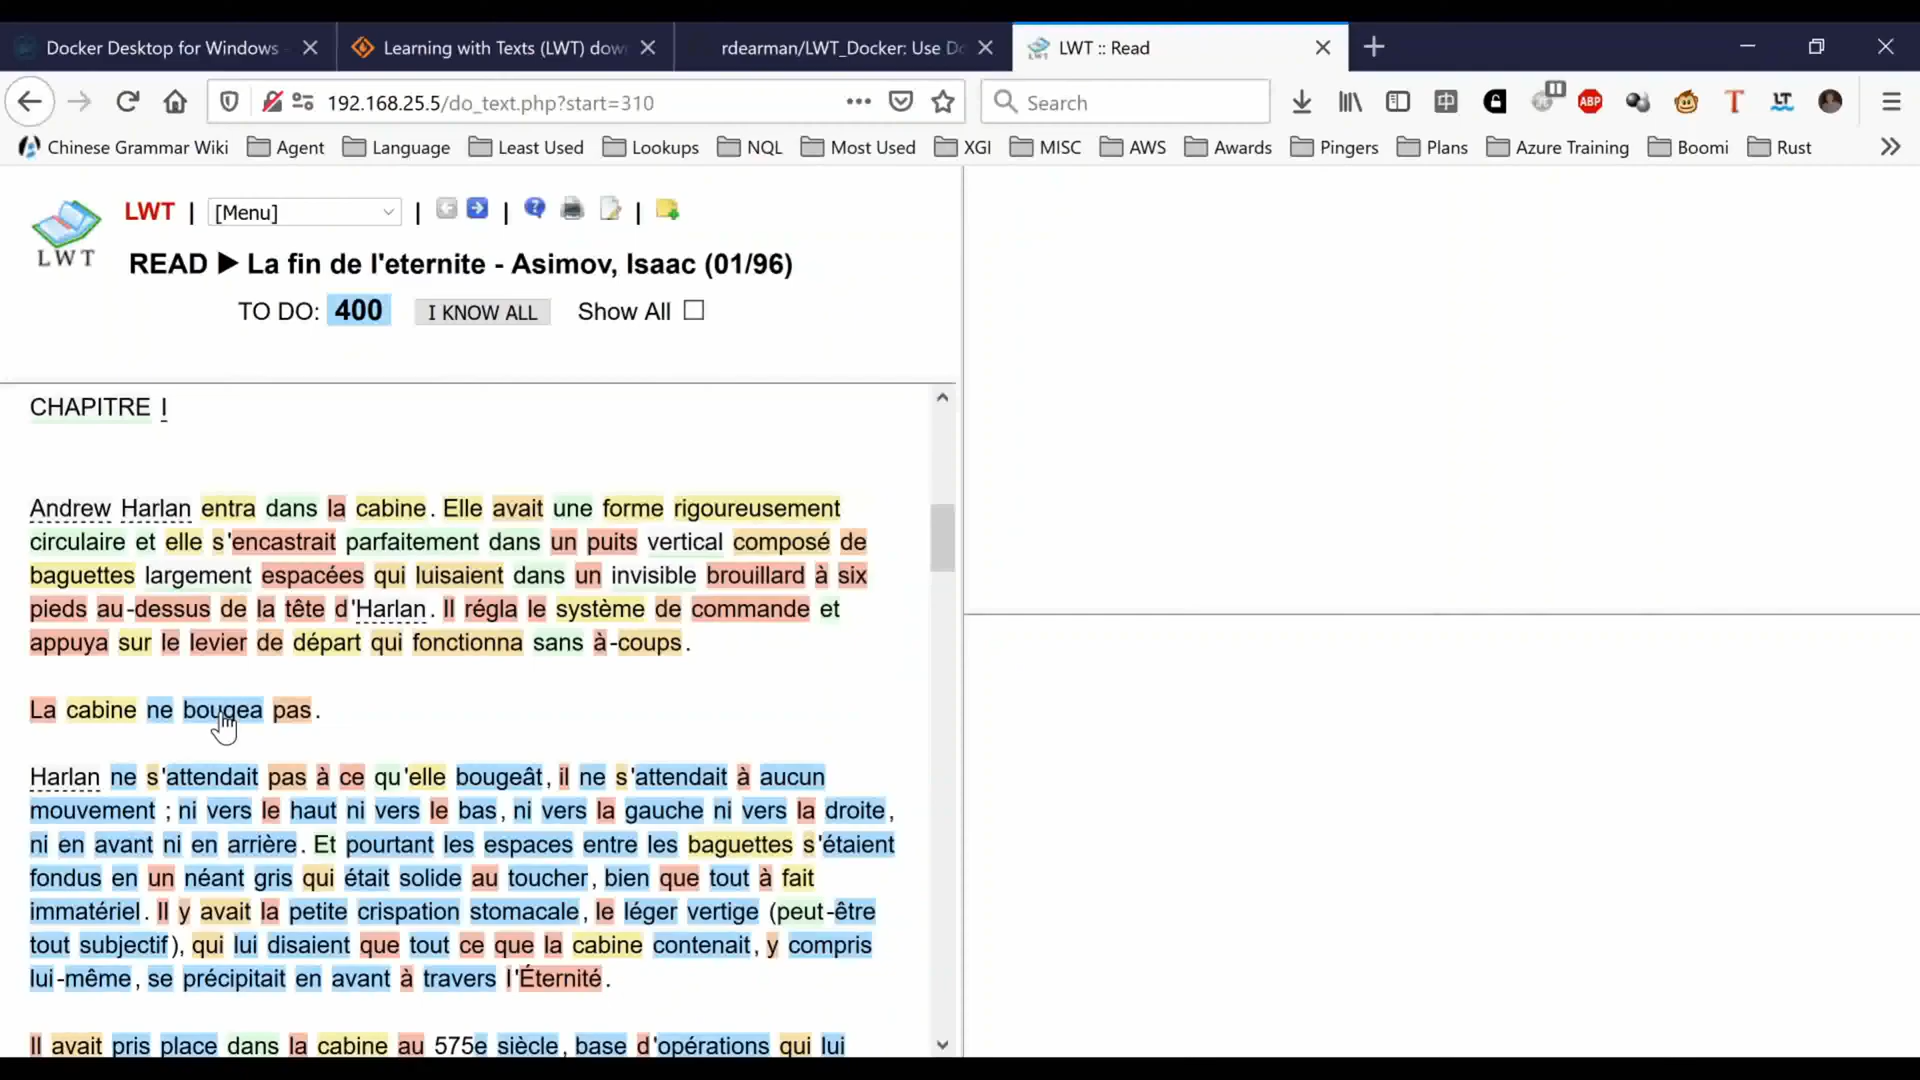 Docker Desktop for Windows
Learning with Texts (LWT) dow
rdearman/LWT_Docker: Use Do
LWT :: Read
192.168.25.5/do_text.php?start=310
Search
ABP
T
LT
Chinese Grammar Wiki
Agent
Language
Least Used
Lookups
NQL
Most Used
XGI
MISC
AWS
Awards
Pingers
Plans
Azure Training
Boomi
Rust
LWT
LWT | [Menu] | | |
READ ▶ La fin de l'eternite - Asimov, Isaac (01/96)
TO DO: 400 I KNOW ALL Show All
CHAPITRE I
Andrew Harlan entra dans la cabine. Elle avait une forme rigoureusement
circulaire et elle s'encastrait parfaitement dans un puits vertical composé de
baguettes largement espacées qui luisaient dans un invisible brouillard à six
pieds au-dessus de la tête d'Harlan. Il régla le système de commande et
appuya sur le levier de départ qui fonctionna sans à-coups.
La cabine ne bougea pas.
Harlan ne s'attendait pas à ce qu'elle bougeât, il ne s'attendait à aucun
mouvement ; ni vers le haut ni vers le bas, ni vers la gauche ni vers la droite,
ni en avant ni en arrière. Et pourtant les espaces entre les baguettes s'étaient
fondus en un néant gris qui était solide au toucher, bien que tout à fait
immatériel. Il y avait la petite crispation stomacale, le léger vertige (peut-être
tout subjectif), qui lui disaient que tout ce que la cabine contenait, y compris
lui-même, se précipitait en avant à travers l'Éternité.
Il avait pris place dans la cabine au 575e siècle, base d'opérations qui lui